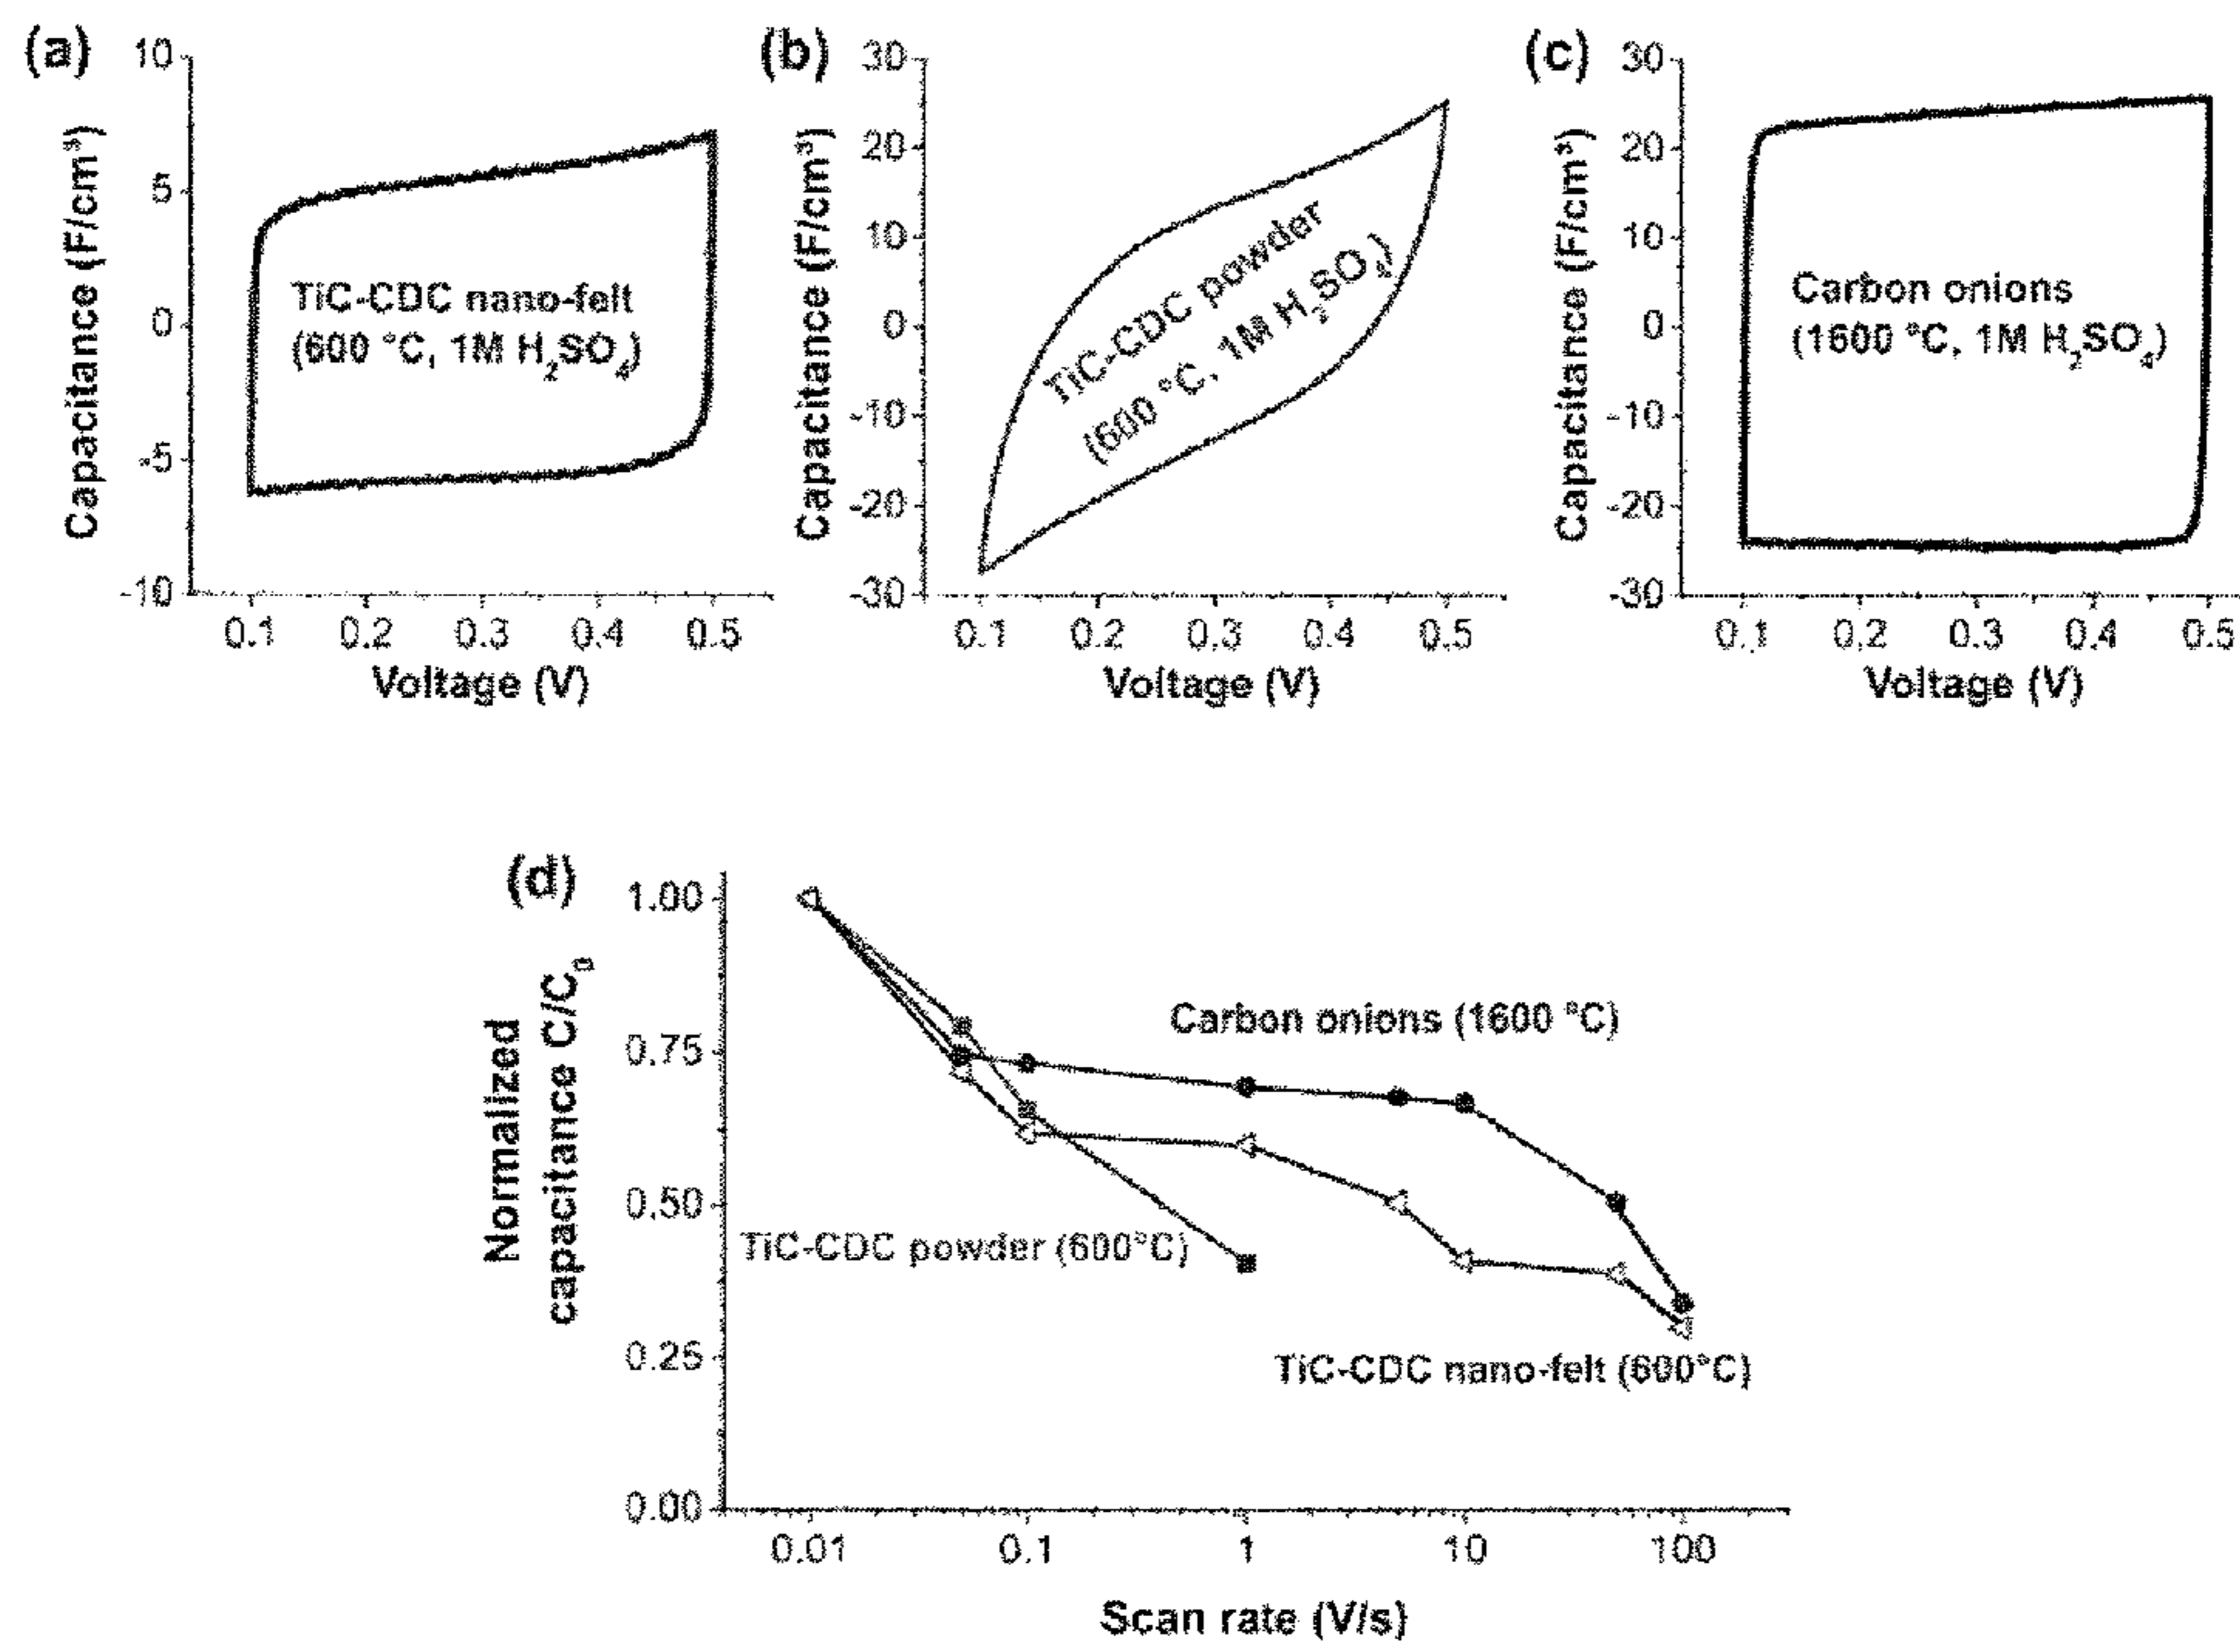 (a)
10
5
0
-5
-10
Capacitance (F/cm³)
TiC-CDC nano-felt
(600 °C, 1M H₂SO₄)
0.1 0.2 0.3 0.4 0.5
Voltage (V)
(b)
30
20
10
0
-10
-20
-30
Capacitance (F/cm³)
TiC-CDC powder
(600 °C, 1M H₂SO₄)
0.1 0.2 0.3 0.4 0.5
Voltage (V)
(c)
30
20
10
0
-10
-20
-30
Capacitance (F/cm³)
Carbon onions
(1600 °C, 1M H₂SO₄)
0.1 0.2 0.3 0.4 0.5
Voltage (V)
(d)
1.00
0.75
0.50
0.25
0.00
Normalized
capacitance C/C₀
Carbon onions (1600 °C)
TiC-CDC powder (600°C)
TiC-CDC nano-felt (600°C)
0.01 0.1 1 10 100
Scan rate (V/s)